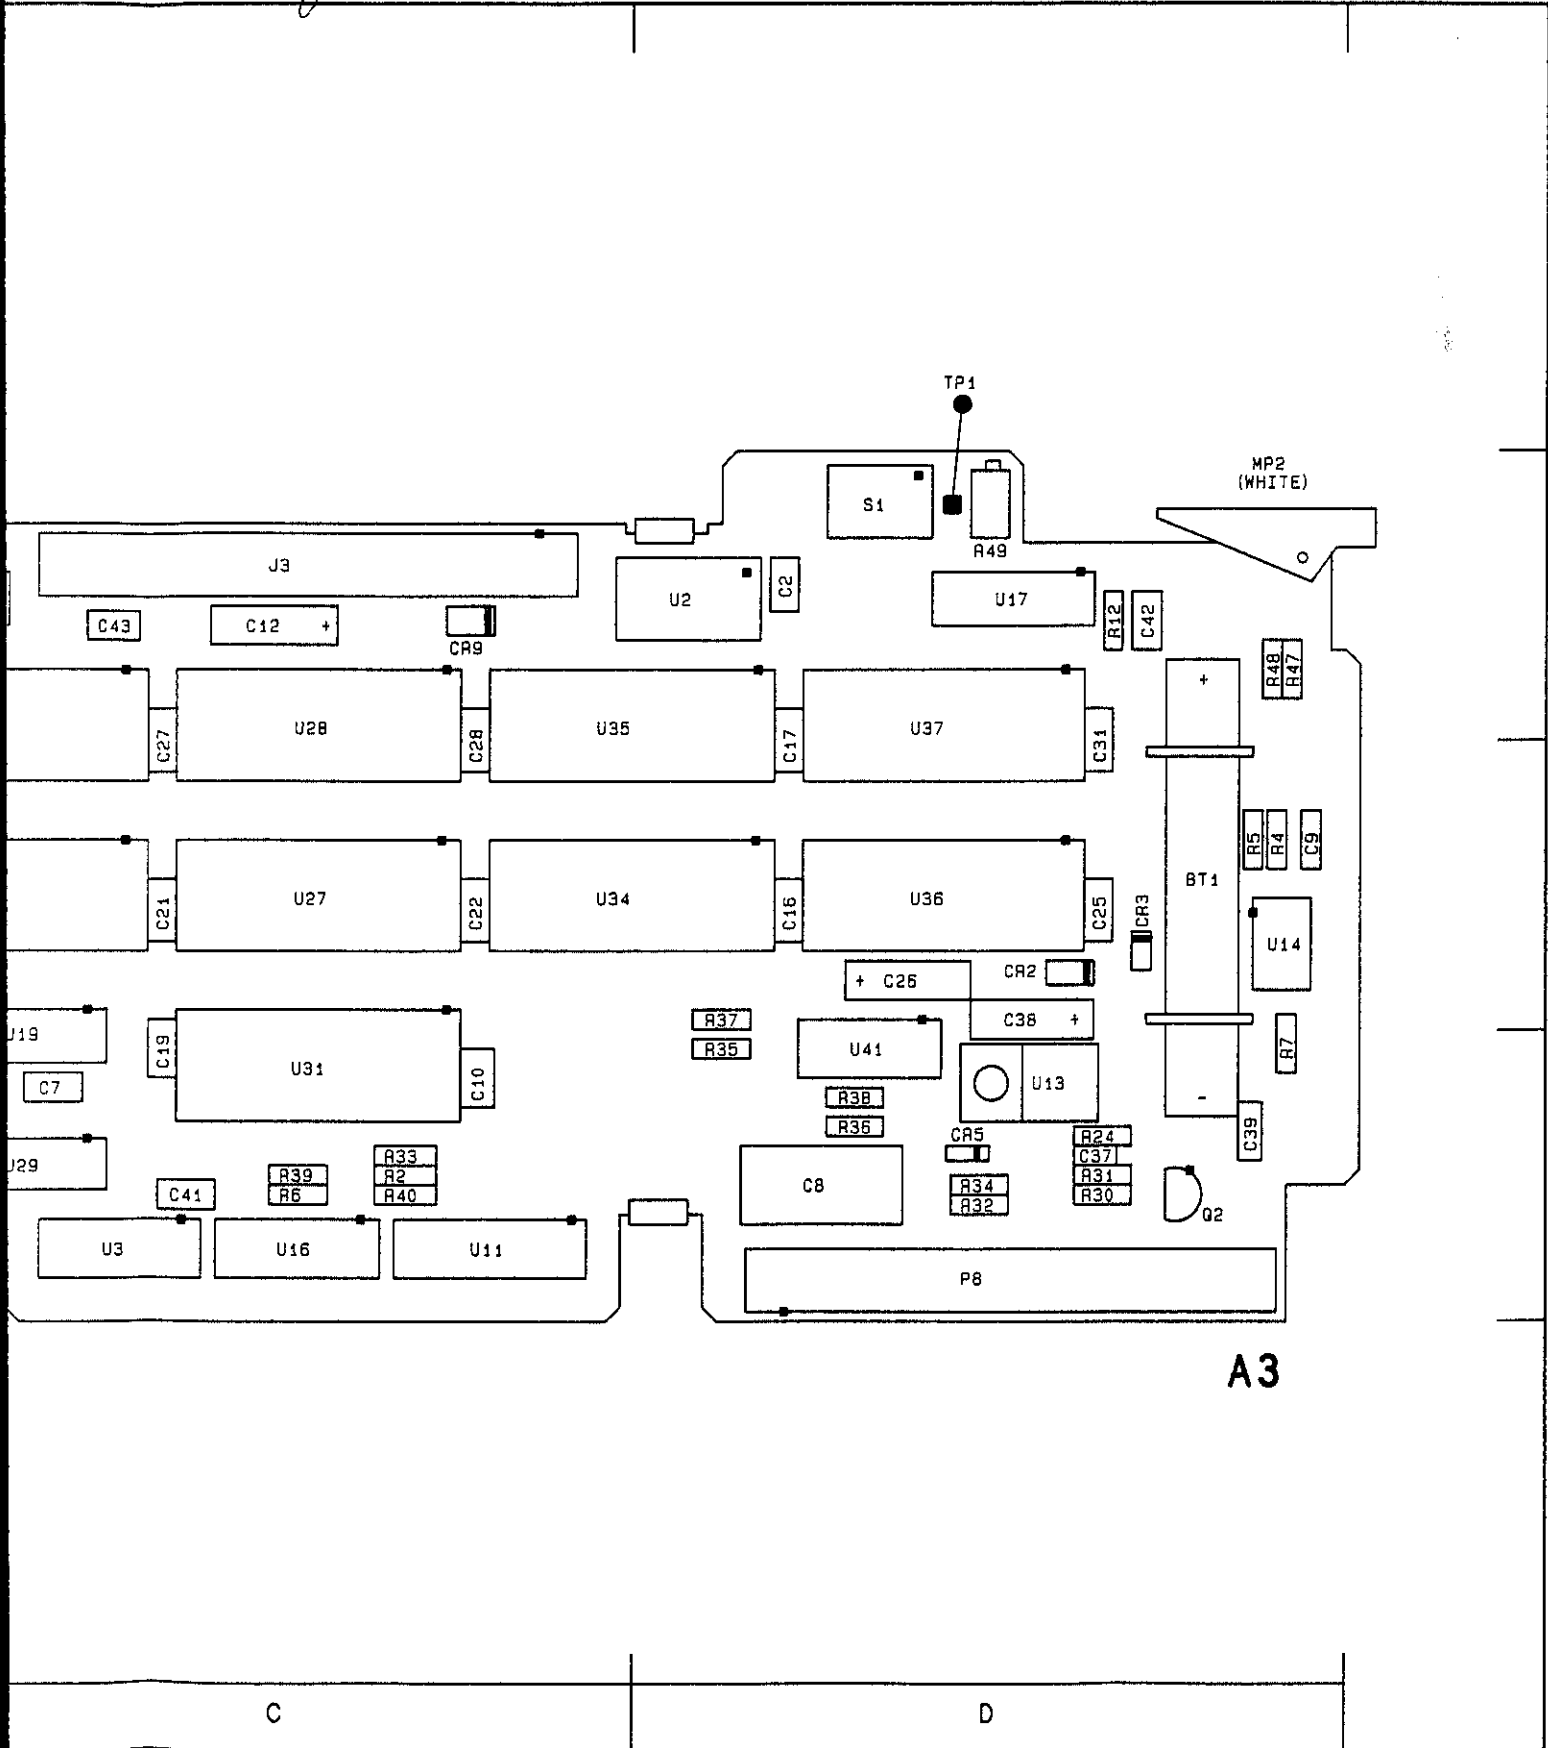 TP1
MP2
(WHITE)
S1
R49
J3
U2
C2
U17
R12
C42
C43
C12 +
CR9
R48
R47
+
C27
U28
C28
U35
C17
U37
C31
R5
R4
C9
BT1
C21
U27
C22
U34
C16
U36
C25
CR3
U14
+ C26
CR2
C38 +
U19
C19
U31
C10
R37
R35
U41
U13
R7
C7
R38
R36
-
C39
CR5
R24
C37
R31
R30
U29
R33
R2
R40
R39
R6
C41
C8
R34
R32
Q2
U3
U16
U11
P8
A3
C
D